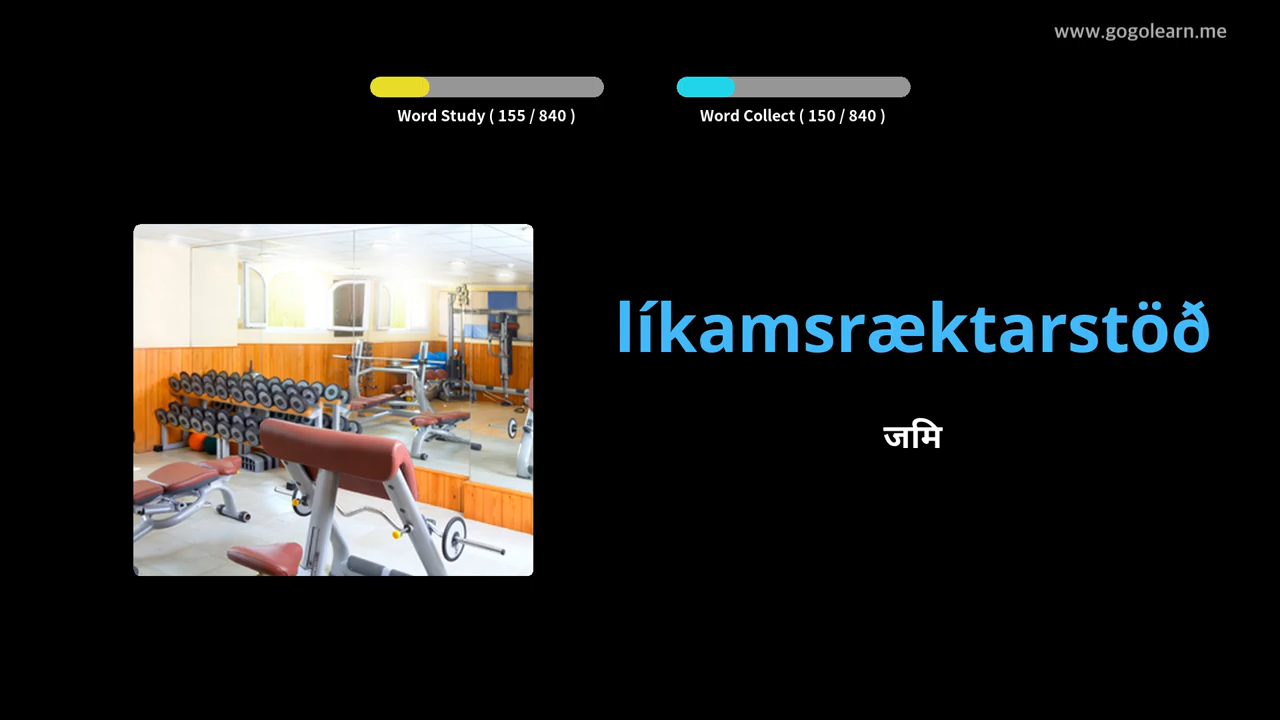 www.gogolearn.me
Word Study ( 155 / 840 )
Word Collect ( 150 / 840 )
líkamsræktarstöð
जमि